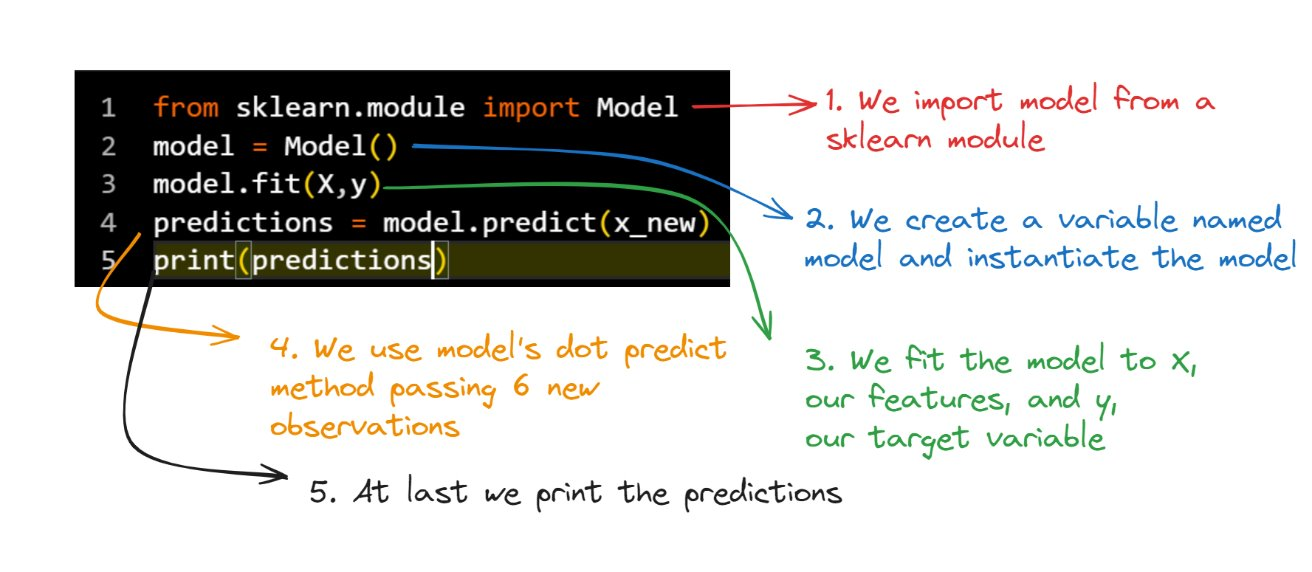 1 from sklearn.module import Model
2 model = Model()
3 model.fit(X,y)
4 predictions = model.predict(x_new)
5 print(predictions)
1. We import model from a
sklearn module
2. We create a variable named
model and instantiate the model
3. We fit the model to X,
our features, and y,
our target variable
4. We use model's dot predict
method passing 6 new
observations
5. At last we print the predictions